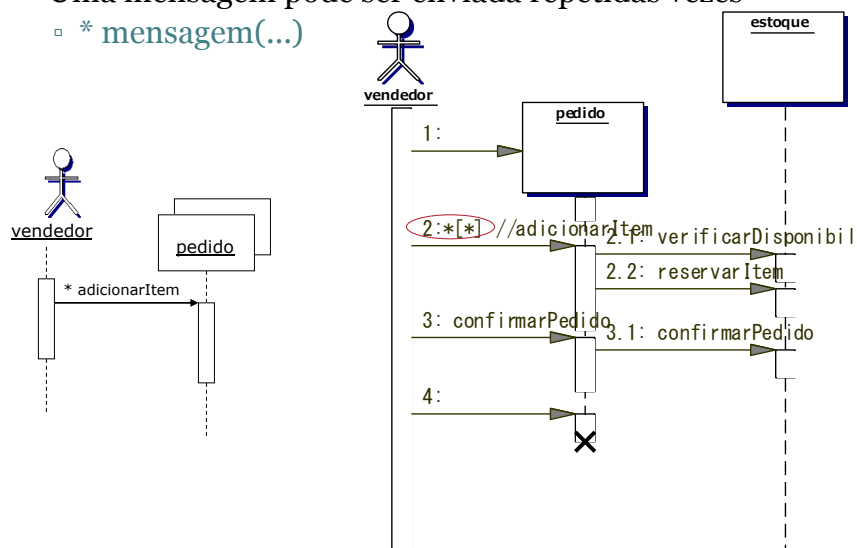 Uma mensagem pode ser enviada repetidas vezes
▫ * mensagem(...)
estoque
vendedor
pedido
1:
2:*[*] //adicionarItem
2.1: verificarDisponibil
2.2: reservarItem
3: confirmarPedido
3.1: confirmarPedido
4:
vendedor
pedido
* adicionarItem